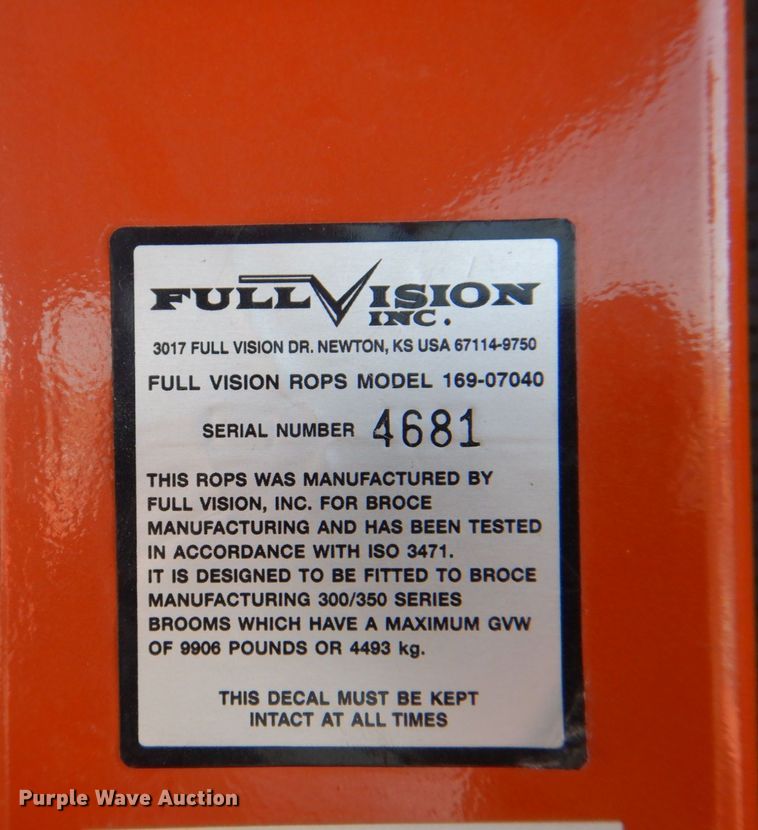 FULL VISION
INC.
3017 FULL VISION DR. NEWTON, KS USA 67114-9750
FULL VISION ROPS MODEL 169-07040
SERIAL NUMBER 4681
THIS ROPS WAS MANUFACTURED BY
FULL VISION, INC. FOR BROCE
MANUFACTURING AND HAS BEEN TESTED
IN ACCORDANCE WITH ISO 3471.
IT IS DESIGNED TO BE FITTED TO BROCE
MANUFACTURING 300/350 SERIES
BROOMS WHICH HAVE A MAXIMUM GVW
OF 9906 POUNDS OR 4493 kg.
THIS DECAL MUST BE KEPT
INTACT AT ALL TIMES
Purple Wave Auction